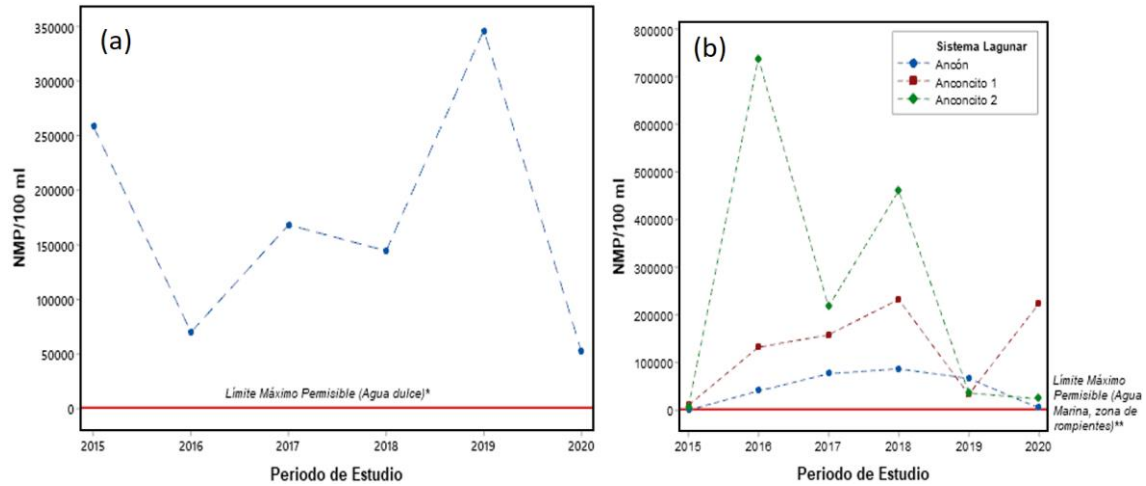 (a)
NMP/100 ml
350000
300000
250000
200000
150000
100000
50000
0
Límite Máximo Permisible (Agua dulce)*
2015 2016 2017 2018 2019 2020
Periodo de Estudio
(b)
NMP/100 ml
800000
700000
600000
500000
400000
300000
200000
100000
0
Sistema Lagunar
Ancón
Anconcito 1
Anconcito 2
Límite Máximo
Permisible (Agua
Marina, zona de
rompientes)**
2015 2016 2017 2018 2019 2020
Periodo de Estudio